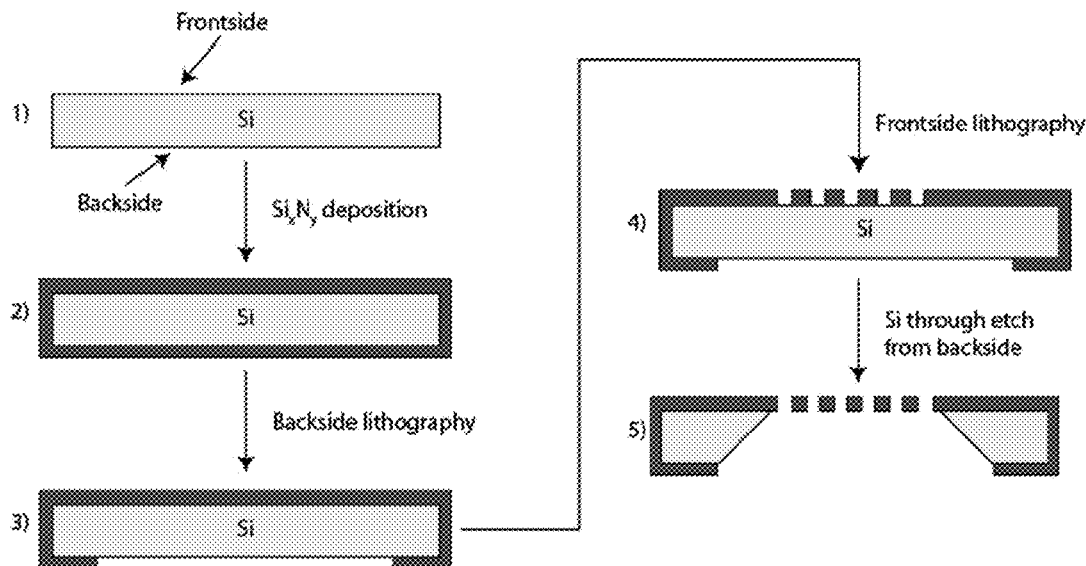 Frontside
1)
Si
Backside
SixNy deposition
2)
Si
Backside lithography
3)
Si
Frontside lithography
4)
Si
Si through etch
from backside
5)